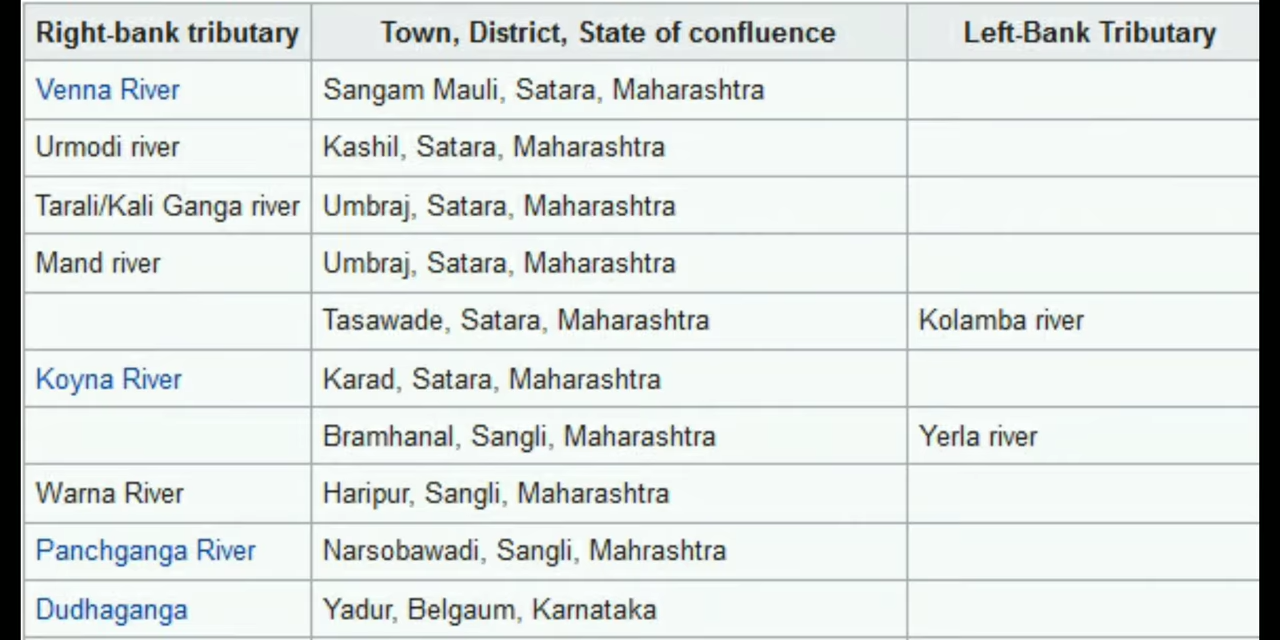 Right-bank tributary Town, District, State of confluence Left-Bank Tributary
Venna River Sangam Mauli, Satara, Maharashtra
Urmodi river Kashil, Satara, Maharashtra
Tarali/Kali Ganga river Umbraj, Satara, Maharashtra
Mand river Umbraj, Satara, Maharashtra
Tasawade, Satara, Maharashtra Kolamba river
Koyna River Karad, Satara, Maharashtra
Bramhanal, Sangli, Maharashtra Yerla river
Warna River Haripur, Sangli, Maharashtra
Panchganga River Narsobawadi, Sangli, Mahrashtra
Dudhaganga Yadur, Belgaum, Karnataka